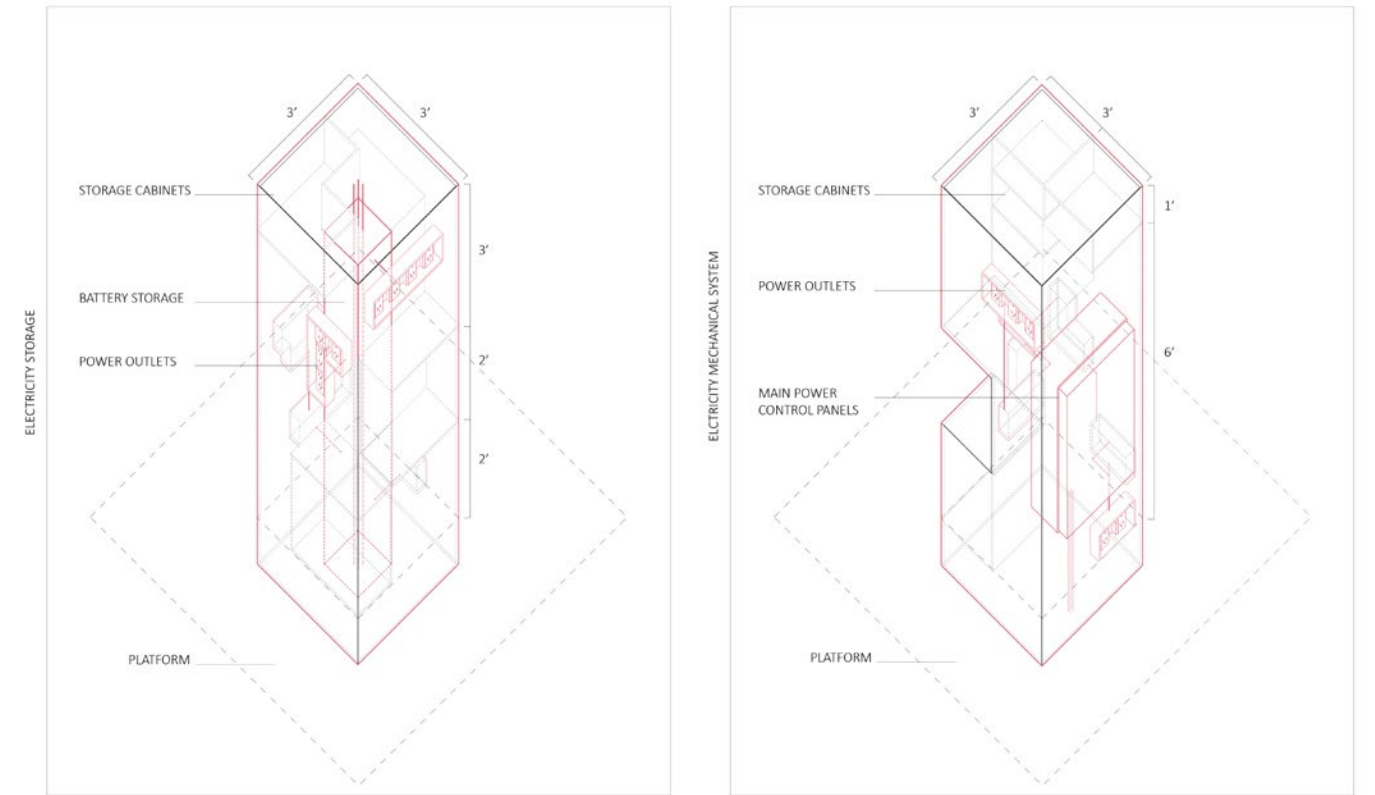 ELECTRICITY STORAGE
3’
3’
STORAGE CABINETS
3’
BATTERY STORAGE
POWER OUTLETS
2’
2’
PLATFORM
ELCTRICITY MECHANICAL SYSTEM
3’
3’
STORAGE CABINETS
1’
POWER OUTLETS
6’
MAIN POWER
CONTROL PANELS
PLATFORM